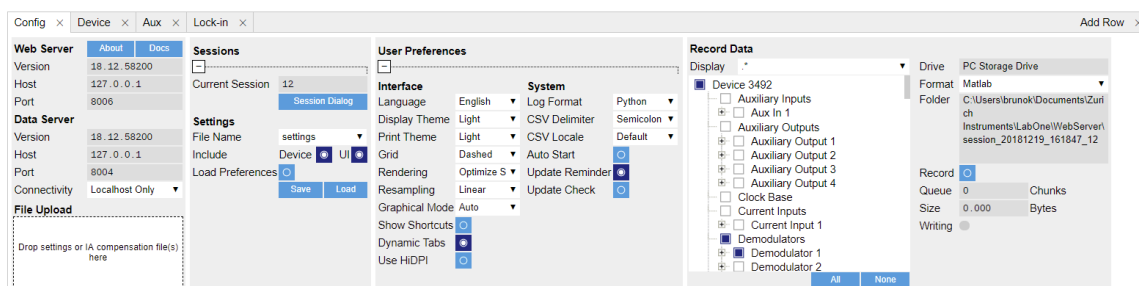 Config × Device × Aux × Lock-in × Add Row ×
Web Server About Docs
Version 18.12.58200
Host 127.0.0.1
Port 8006
Data Server
Version 18.12.58200
Host 127.0.0.1
Port 8004
Connectivity Localhost Only
File Upload
Drop settings or IA compensation file(s)
here
Sessions
Current Session 12
Session Dialog
Settings
File Name settings
Include Device UI
Load Preferences
Save Load
User Preferences
Interface
Language English
Display Theme Light
Print Theme Light
Grid Dashed
Rendering Optimize S
Resampling Linear
Graphical Mode Auto
Show Shortcuts
Dynamic Tabs
Use HiDPI
System
Log Format Python
CSV Delimiter Semicolon
CSV Locale Default
Auto Start
Update Reminder
Update Check
Record Data
Display .*
Device 3492
Auxiliary Inputs
Aux In 1
Auxiliary Outputs
Auxiliary Output 1
Auxiliary Output 2
Auxiliary Output 3
Auxiliary Output 4
Clock Base
Current Inputs
Current Input 1
Demodulators
Demodulator 1
Demodulator 2
All None
Drive PC Storage Drive
Format Matlab
Folder C:\Users\brunok\Documents\Zuri
ch
Instruments\LabOne\WebServer\
session_20181219_161847_12
Record
Queue 0 Chunks
Size 0.000 Bytes
Writing